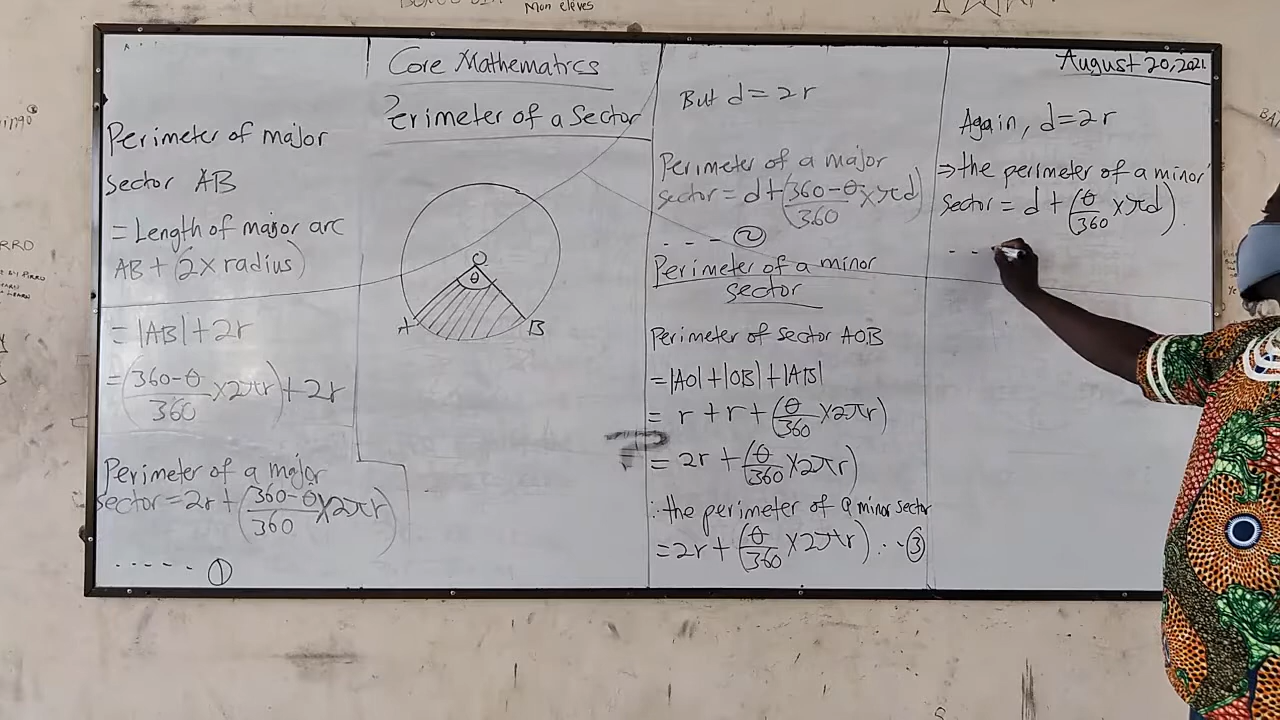 Mon elèves
Core Mathematics
August 20, 2021
Perimeter of a Sector
Perimeter of major
sector AB
= Length of major arc
AB + (2 x radius)
= |AB| + 2r
= (360-θ/360 x 2πr) + 2r
Perimeter of a major
sector = 2r + (360-θ/360 x 2πr)
. . . . . ①
O
θ
A
B
But d = 2r
Perimeter of a major
sector = d + (360-θ/360 x πd)
- - - - ②
Perimeter of a minor
sector
Perimeter of sector AOB
= |AO| + |OB| + |AB|
= r + r + (θ/360 x 2πr)
= 2r + (θ/360 x 2πr)
∴ the perimeter of a minor sector
= 2r + (θ/360 x 2πr) . . . ③
Again, d = 2r
⇒ the perimeter of a minor
sector = d + (θ/360 x πd).
- - -